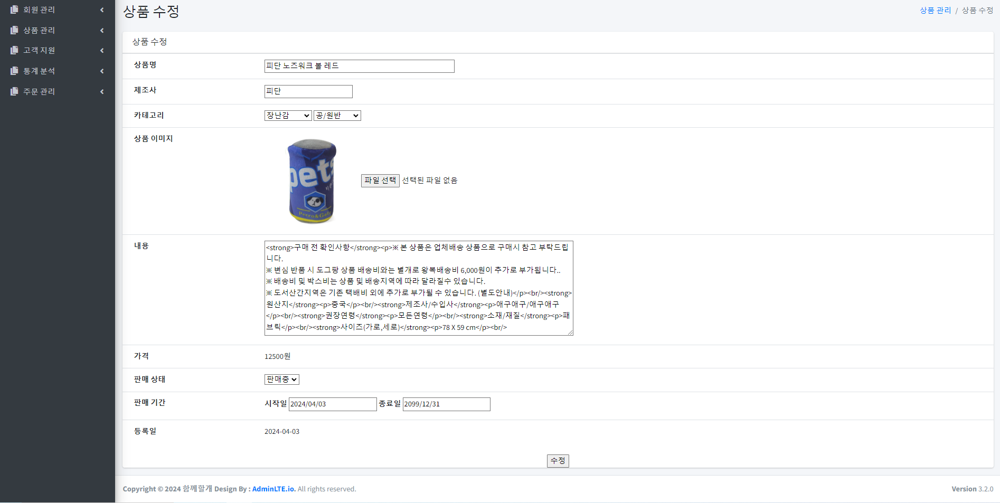 회원 관리
상품 관리
고객 지원
통계 분석
주문 관리
상품 수정
상품 관리 / 상품 수정
상품 수정
상품명 피단 노즈워크 볼 레드
제조사 피단
카테고리 장난감 공/원반
상품 이미지
pets
Perro&Gato
파일 선택 선택된 파일 없음
내용
<strong>구매 전 확인사항</strong><p>※ 본 상품은 업체배송 상품으로 구매시 참고 부탁드립
니다.
※ 변심 반품 시 도그팡 상품 배송비와는 별개로 왕복배송비 6,000원이 추가로 부가됩니다..
※ 배송비 및 박스비는 상품 및 배송지역에 따라 달라질수 있습니다.
※ 도서산간지역은 기존 택배비 외에 추가로 부가될 수 있습니다. (별도안내)</p><br/><strong>
원산지</strong><p>중국</p><br/><strong>제조사/수입사</strong><p>애구애구/애구애구
</p><br/><strong>권장연령</strong><p>모든연령</p><br/><strong>소재/재질</strong><p>패
브릭</p><br/><strong>사이즈(가로,세로)</strong><p>78 X 59 cm</p><br/>
가격 12500원
판매 상태 판매중
판매 기간 시작일 2024/04/03 종료일 2099/12/31
등록일 2024-04-03
수정
Copyright © 2024 함께할개 Design By : AdminLTE.io. All rights reserved.
Version 3.2.0